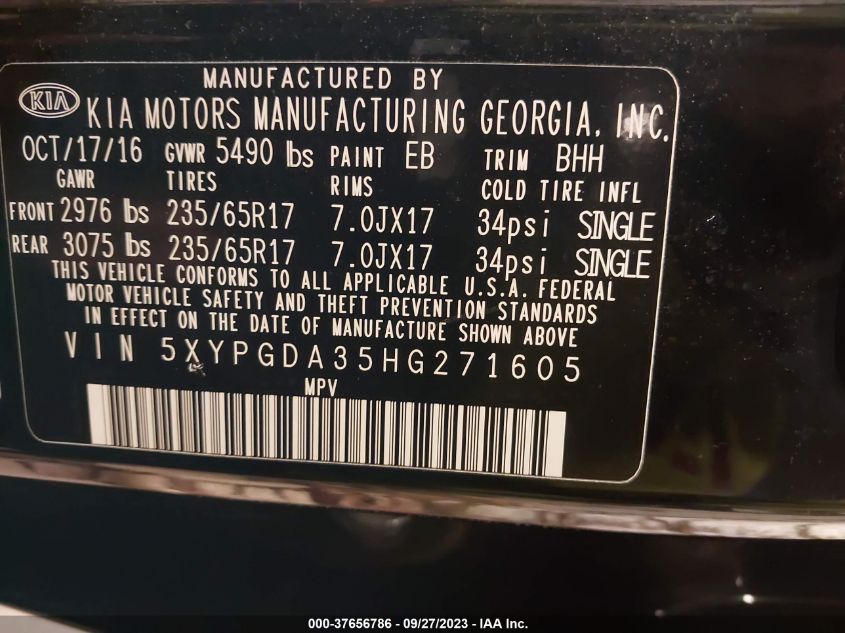 MANUFACTURED BY
KIA KIA MOTORS MANUFACTURING GEORGIA, INC.
OCT/17/16 GVWR 5490 lbs PAINT EB TRIM BHH
GAWR TIRES RIMS COLD TIRE INFL
FRONT 2976 lbs 235/65R17 7.0JX17 34psi SINGLE
REAR 3075 lbs 235/65R17 7.0JX17 34psi SINGLE
THIS VEHICLE CONFORMS TO ALL APPLICABLE U.S.A. FEDERAL
MOTOR VEHICLE SAFETY AND THEFT PREVENTION STANDARDS
IN EFFECT ON THE DATE OF MANUFACTURE SHOWN ABOVE
VIN 5XYPGDA35HG271605
MPV
000-37656786 - 09/27/2023 - IAA Inc.